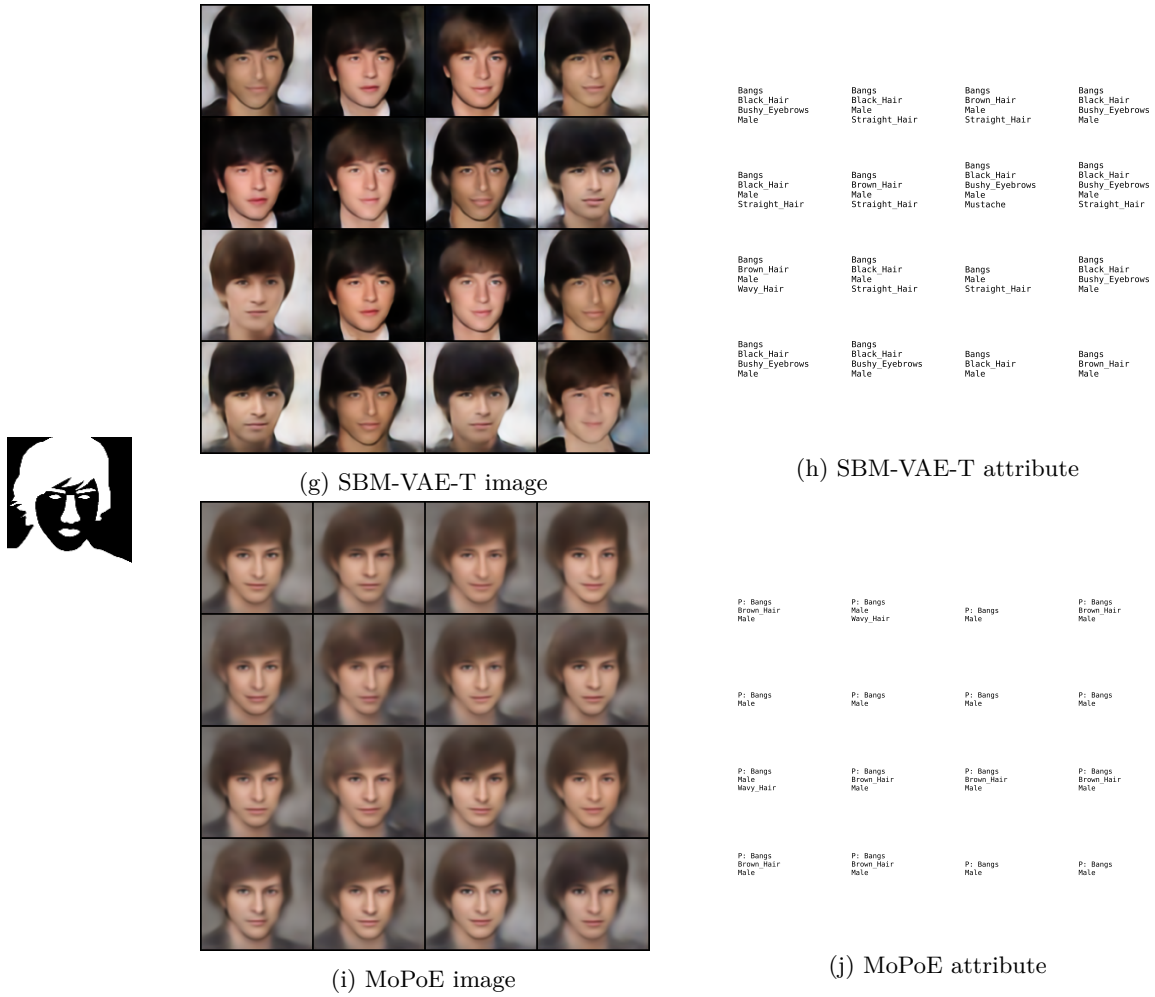 Bangs
Black_Hair
Bushy_Eyebrows
Male
Bangs
Black_Hair
Male
Straight_Hair
Bangs
Brown_Hair
Male
Straight_Hair
Bangs
Black_Hair
Bushy_Eyebrows
Male
Bangs
Black_Hair
Male
Straight_Hair
Bangs
Brown_Hair
Male
Straight_Hair
Bangs
Black_Hair
Bushy_Eyebrows
Male
Mustache
Bangs
Black_Hair
Bushy_Eyebrows
Male
Straight_Hair
Bangs
Brown_Hair
Male
Wavy_Hair
Bangs
Black_Hair
Male
Straight_Hair
Bangs
Male
Straight_Hair
Bangs
Black_Hair
Bushy_Eyebrows
Male
Bangs
Black_Hair
Bushy_Eyebrows
Male
Bangs
Black_Hair
Bushy_Eyebrows
Male
Bangs
Black_Hair
Male
Bangs
Brown_Hair
Male
(g) SBM-VAE-T image
(h) SBM-VAE-T attribute
P: Bangs
Brown_Hair
Male
P: Bangs
Male
Wavy_Hair
P: Bangs
Male
P: Bangs
Brown_Hair
Male
P: Bangs
Male
P: Bangs
Male
P: Bangs
Male
P: Bangs
Male
P: Bangs
Male
Wavy_Hair
P: Bangs
Brown_Hair
Male
P: Bangs
Brown_Hair
Male
P: Bangs
Brown_Hair
Male
P: Bangs
Brown_Hair
Male
P: Bangs
Brown_Hair
Male
P: Bangs
Male
P: Bangs
Male
(i) MoPoE image
(j) MoPoE attribute